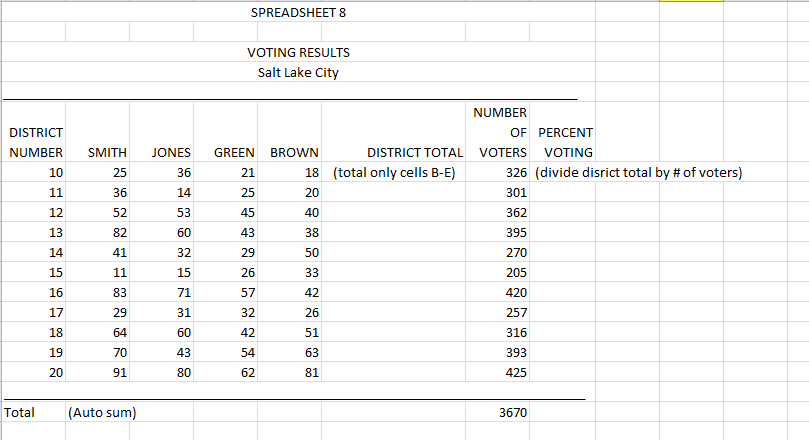 SPREADSHEET 8
VOTING RESULTS
Salt Lake City
NUMBER
DISTRICT OF PERCENT
NUMBER SMITH JONES GREEN BROWN DISTRICT TOTAL VOTERS VOTING
10 25 36 21 18 (total only cells B-E) 326 (divide disrict total by # of voters)
11 36 14 25 20 301
12 52 53 45 40 362
13 82 60 43 38 395
14 41 32 29 50 270
15 11 15 26 33 205
16 83 71 57 42 420
17 29 31 32 26 257
18 64 60 42 51 316
19 70 43 54 63 393
20 91 80 62 81 425
Total (Auto sum) 3670